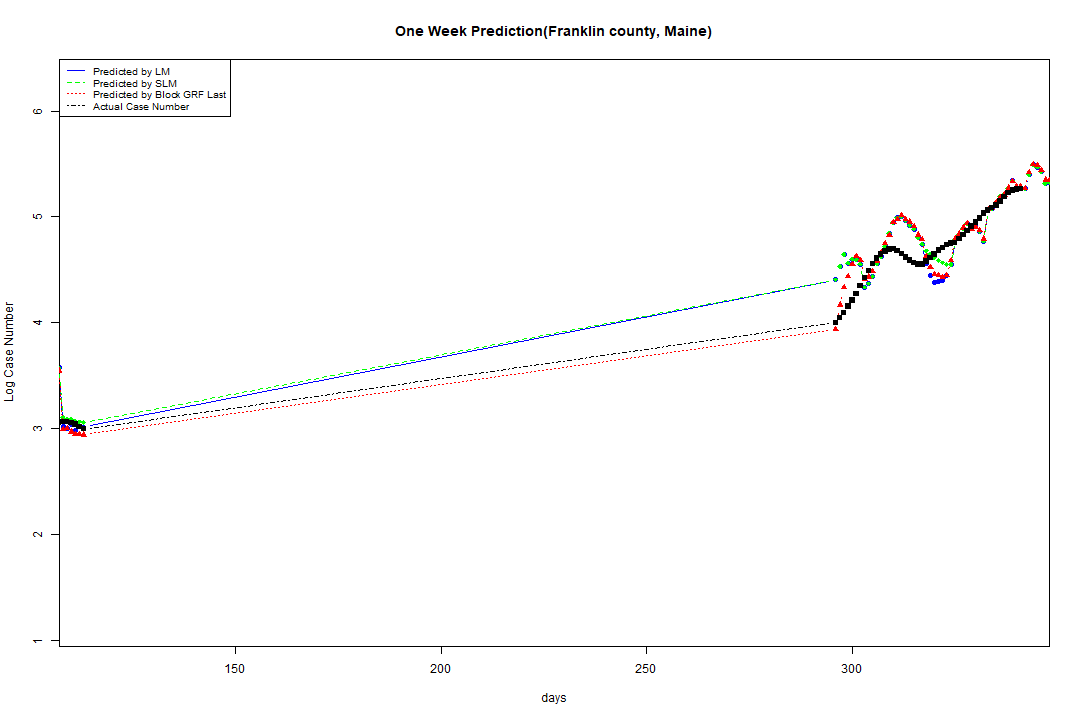 One Week Prediction(Franklin county, Maine)
Predicted by LM
Predicted by SLM
Predicted by Block GRF Last
Actual Case Number
6
5
4
3
2
1
Log Case Number
150 200 250 300
days